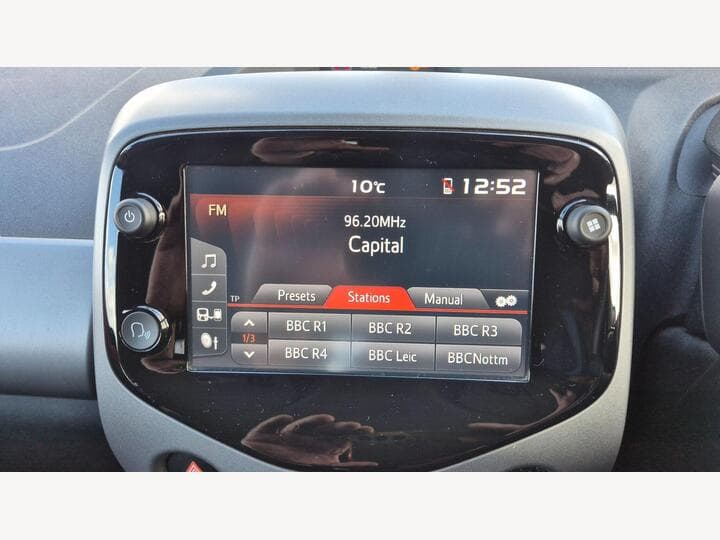 10°C 12:52
FM
96.20MHz
Capital
TP Presets Stations Manual
BBC R1 BBC R2 BBC R3
1/3
BBC R4 BBC Leic BBCNottm